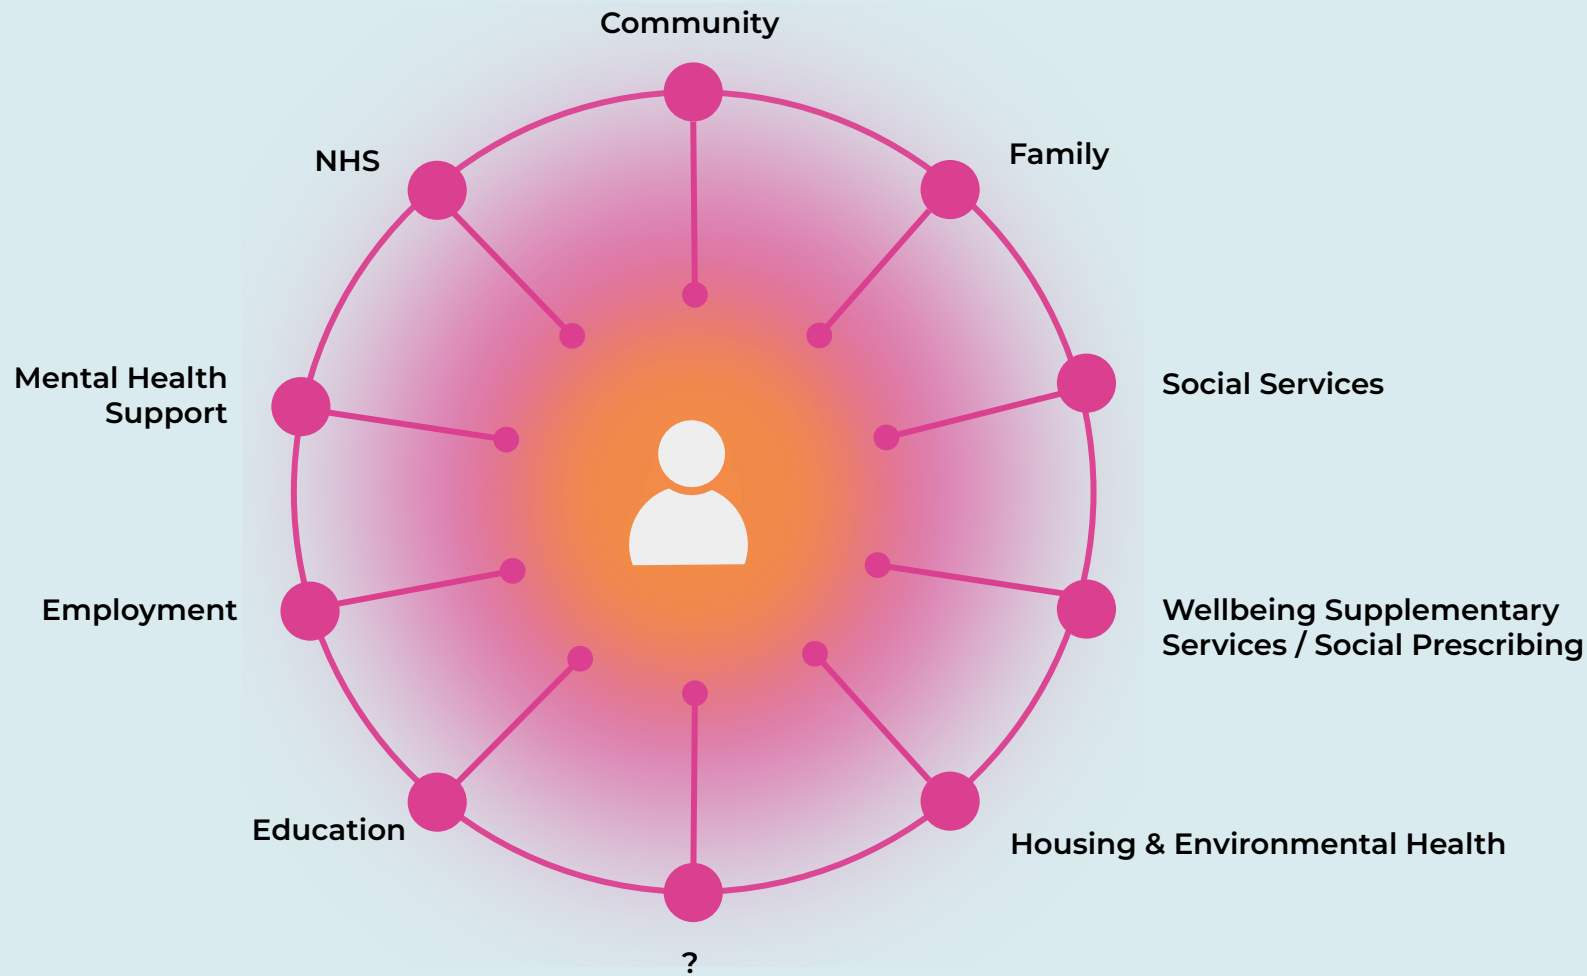 Community
NHS
Family
Mental Health
Support
Social Services
Employment
Wellbeing Supplementary
Services / Social Prescribing
Education
Housing & Environmental Health
?